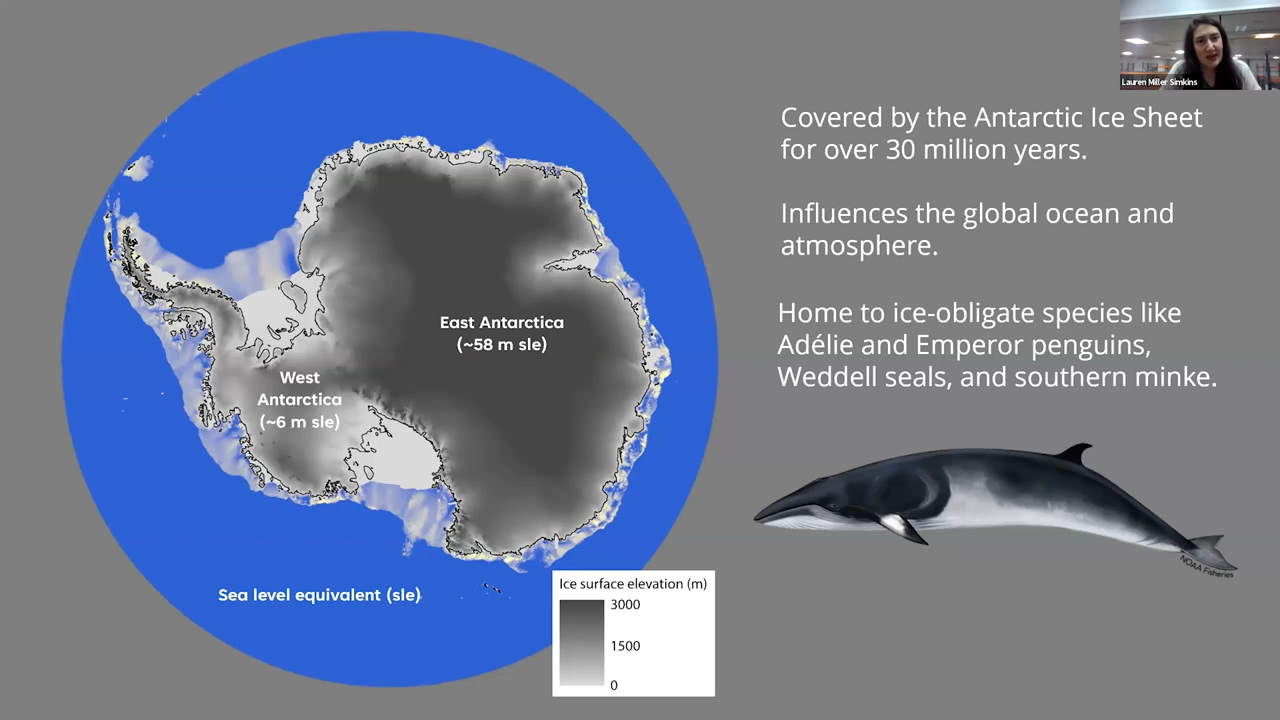 Lauren Miller Simkins
Covered by the Antarctic Ice Sheet
for over 30 million years.
Influences the global ocean and
atmosphere.
Home to ice-obligate species like
Adélie and Emperor penguins,
Weddell seals, and southern minke.
East Antarctica
(~58 m sle)
West
Antarctica
(~6 m sle)
Sea level equivalent (sle)
Ice surface elevation (m)
3000
1500
0
NOAA Fisheries